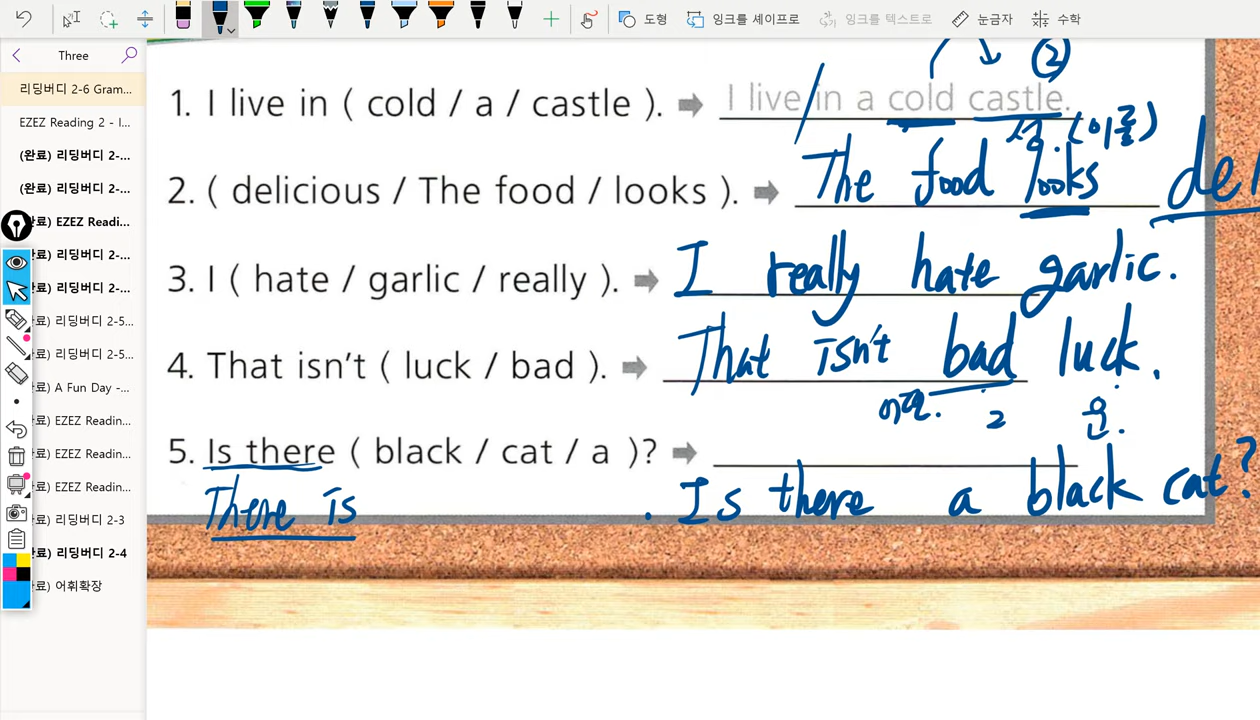 도형 잉크를 셰이프로 잉크를 텍스트로 눈금자 수학
Three
리딩버디 2-6 Gram...
EZEZ Reading 2 - I...
(완료) 리딩버디 2-...
(완료) 리딩버디 2-...
료) EZEZ Readi...
료) 리딩버디 2-...
료) 리딩버디 2-...
료) 리딩버디 2-5...
료) 리딩버디 2-5...
료) A Fun Day -...
료) EZEZ Readin...
료) EZEZ Readin...
료) EZEZ Readin...
료) 리딩버디 2-3
료) 리딩버디 2-4
료) 어휘확장
②
1. I live in ( cold / a / castle ). ➡ I live in a cold castle.
성. (이를)
2. ( delicious / The food / looks ). ➡ The food looks del
3. I ( hate / garlic / really ). ➡ I really hate garlic.
4. That isn't ( luck / bad ). ➡ That isn't bad luck.
2 운.
5. Is there ( black / cat / a )? ➡
There is . Is there a black cat?